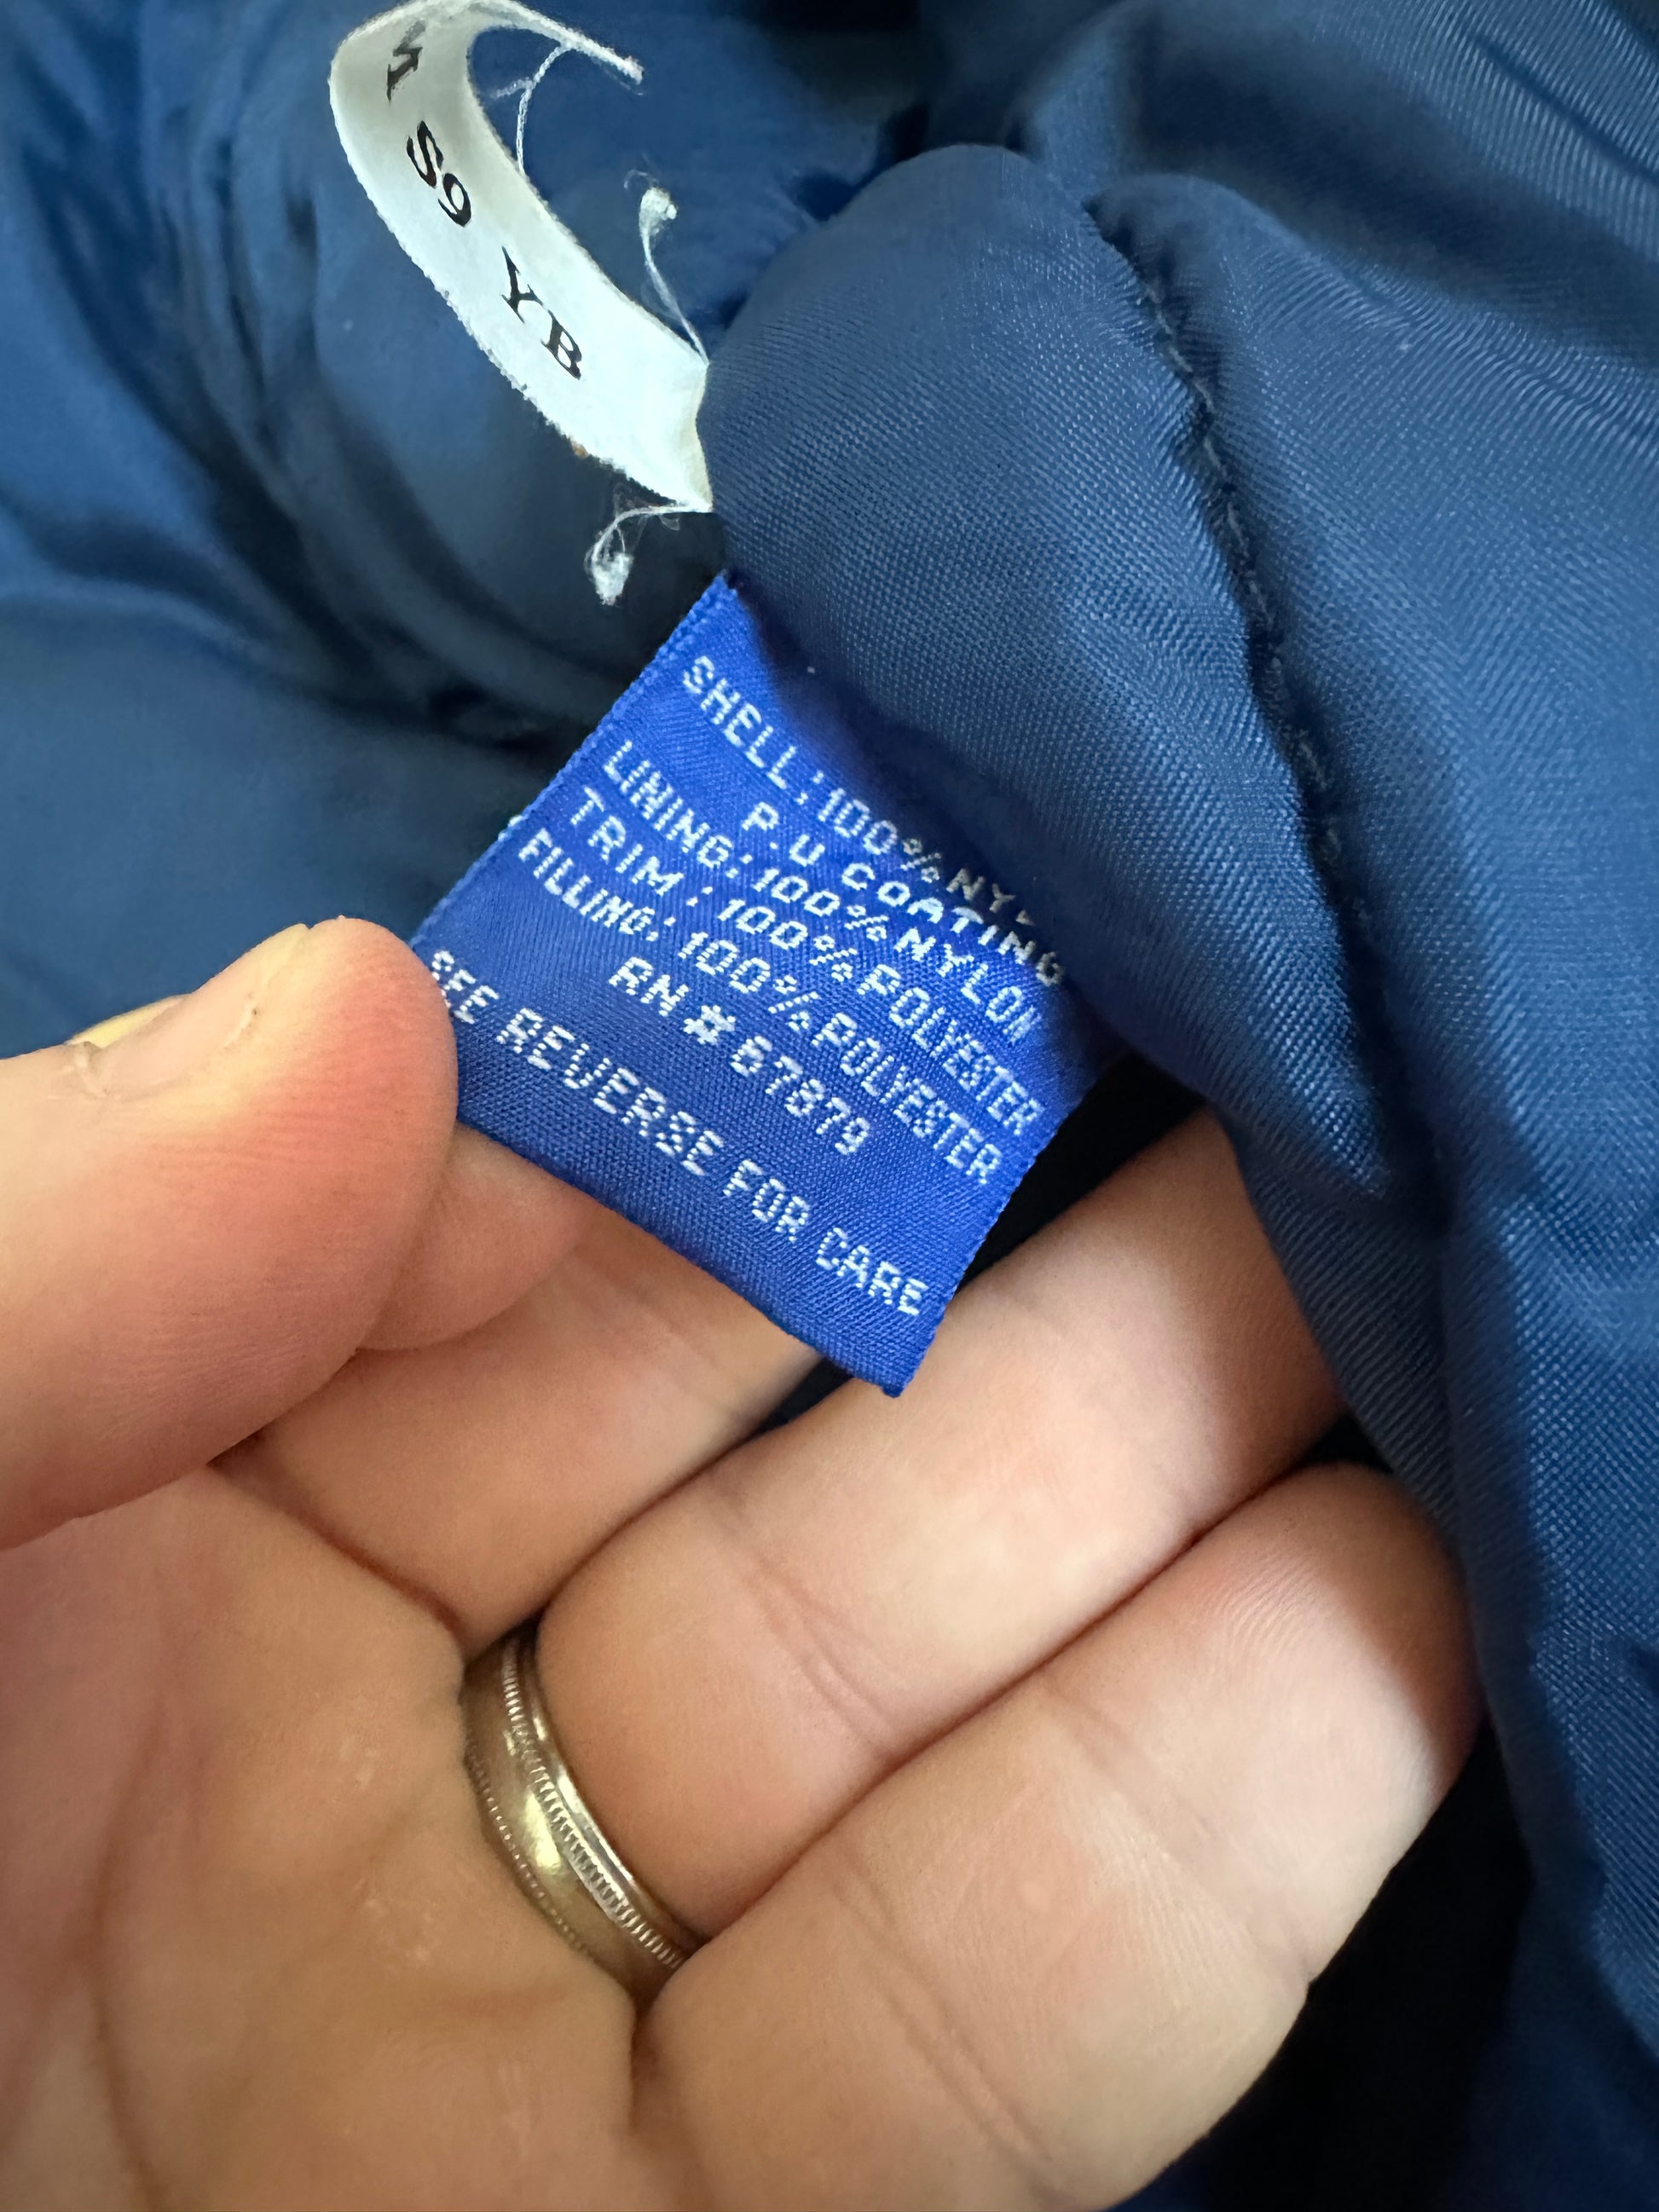 S9 YB
SHELL:100%NY
P.U COATING
LINING:100%NYLON
TRIM:100%POLYESTER
FILLING:100%POLYESTER
RN# 67879
SEE REVERSE FOR CARE